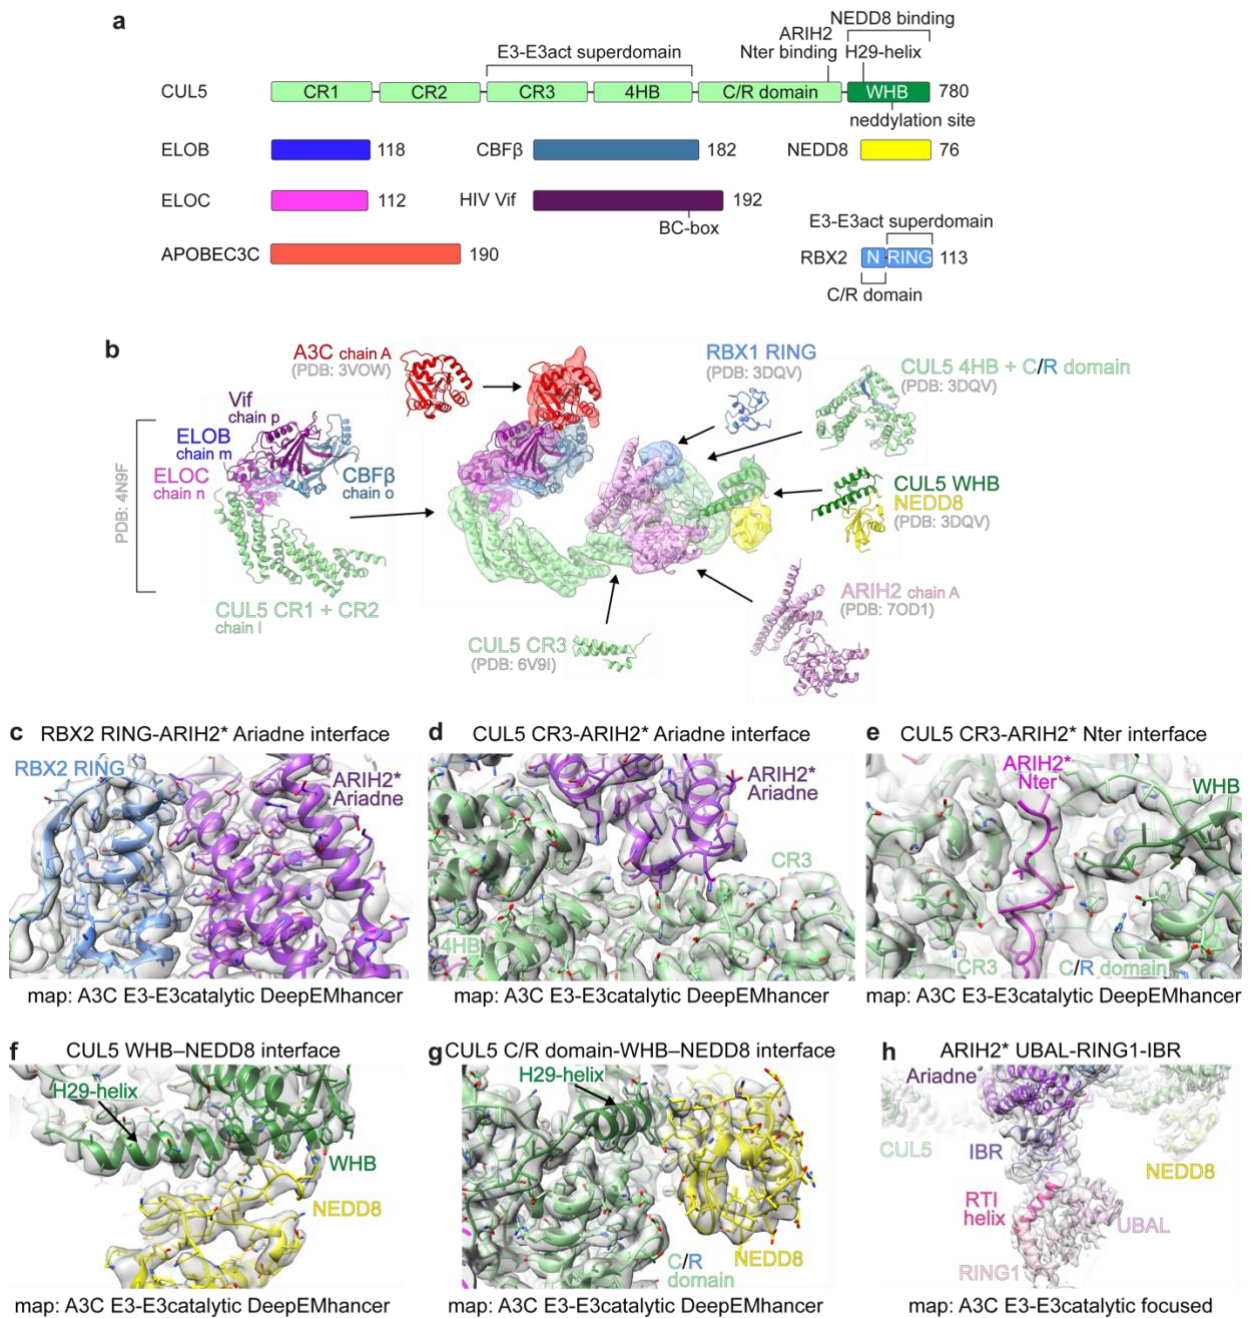 a
NEDD8 binding
ARIH2
Nter binding
H29-helix
E3-E3act superdomain
CUL5
CR1
CR2
CR3
4HB
C/R domain
WHB
780
neddylation site
ELOB
118
CBFβ
182
NEDD8
76
ELOC
112
HIV Vif
192
BC-box
E3-E3act superdomain
APOBEC3C
190
RBX2
N
RING
113
C/R domain
b
A3C chain A
(PDB: 3VOW)
RBX1 RING
(PDB: 3DQV)
CUL5 4HB + C/R domain
(PDB: 3DQV)
Vif
chain p
ELOB
chain m
ELOC
chain n
CBFβ
chain o
PDB: 4N9F
CUL5 WHB
NEDD8
(PDB: 3DQV)
CUL5 CR1 + CR2
chain l
CUL5 CR3
(PDB: 6V9I)
ARIH2 chain A
(PDB: 7OD1)
c RBX2 RING-ARIH2* Ariadne interface
RBX2 RING
ARIH2*
Ariadne
map: A3C E3-E3catalytic DeepEMhancer
d CUL5 CR3-ARIH2* Ariadne interface
ARIH2*
Ariadne
CR3
4HB
map: A3C E3-E3catalytic DeepEMhancer
e CUL5 CR3-ARIH2* Nter interface
ARIH2*
Nter
WHB
CR3
C/R domain
map: A3C E3-E3catalytic DeepEMhancer
f CUL5 WHB–NEDD8 interface
H29-helix
WHB
NEDD8
map: A3C E3-E3catalytic DeepEMhancer
g CUL5 C/R domain-WHB–NEDD8 interface
H29-helix
C/R
domain
NEDD8
map: A3C E3-E3catalytic DeepEMhancer
h ARIH2* UBAL-RING1-IBR
Ariadne
CUL5
IBR
NEDD8
RTI
helix
UBAL
RING1
map: A3C E3-E3catalytic focused